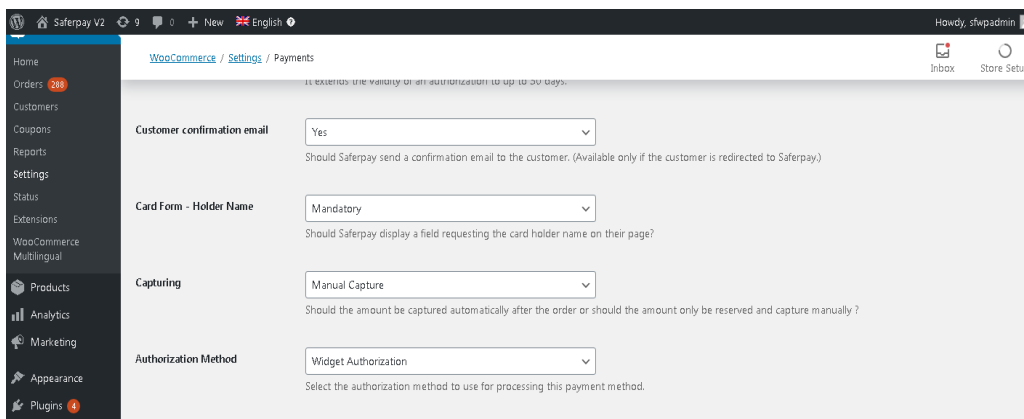 Saferpay V2 9 0 New English Howdy, sfwpadmin
Home
Orders 288
Customers
Coupons
Reports
Settings
Status
Extensions
WooCommerce
Multilingual
Products
Analytics
Marketing
Appearance
Plugins 4
WooCommerce / Settings / Payments
Inbox
Store Setu
It extends the validity of an authorization to up to 30 days.
Customer confirmation email
Yes
Should Saferpay send a confirmation email to the customer. (Available only if the customer is redirected to Saferpay.)
Card Form - Holder Name
Mandatory
Should Saferpay display a field requesting the card holder name on their page?
Capturing
Manual Capture
Should the amount be captured automatically after the order or should the amount only be reserved and capture manually ?
Authorization Method
Widget Authorization
Select the authorization method to use for processing this payment method.